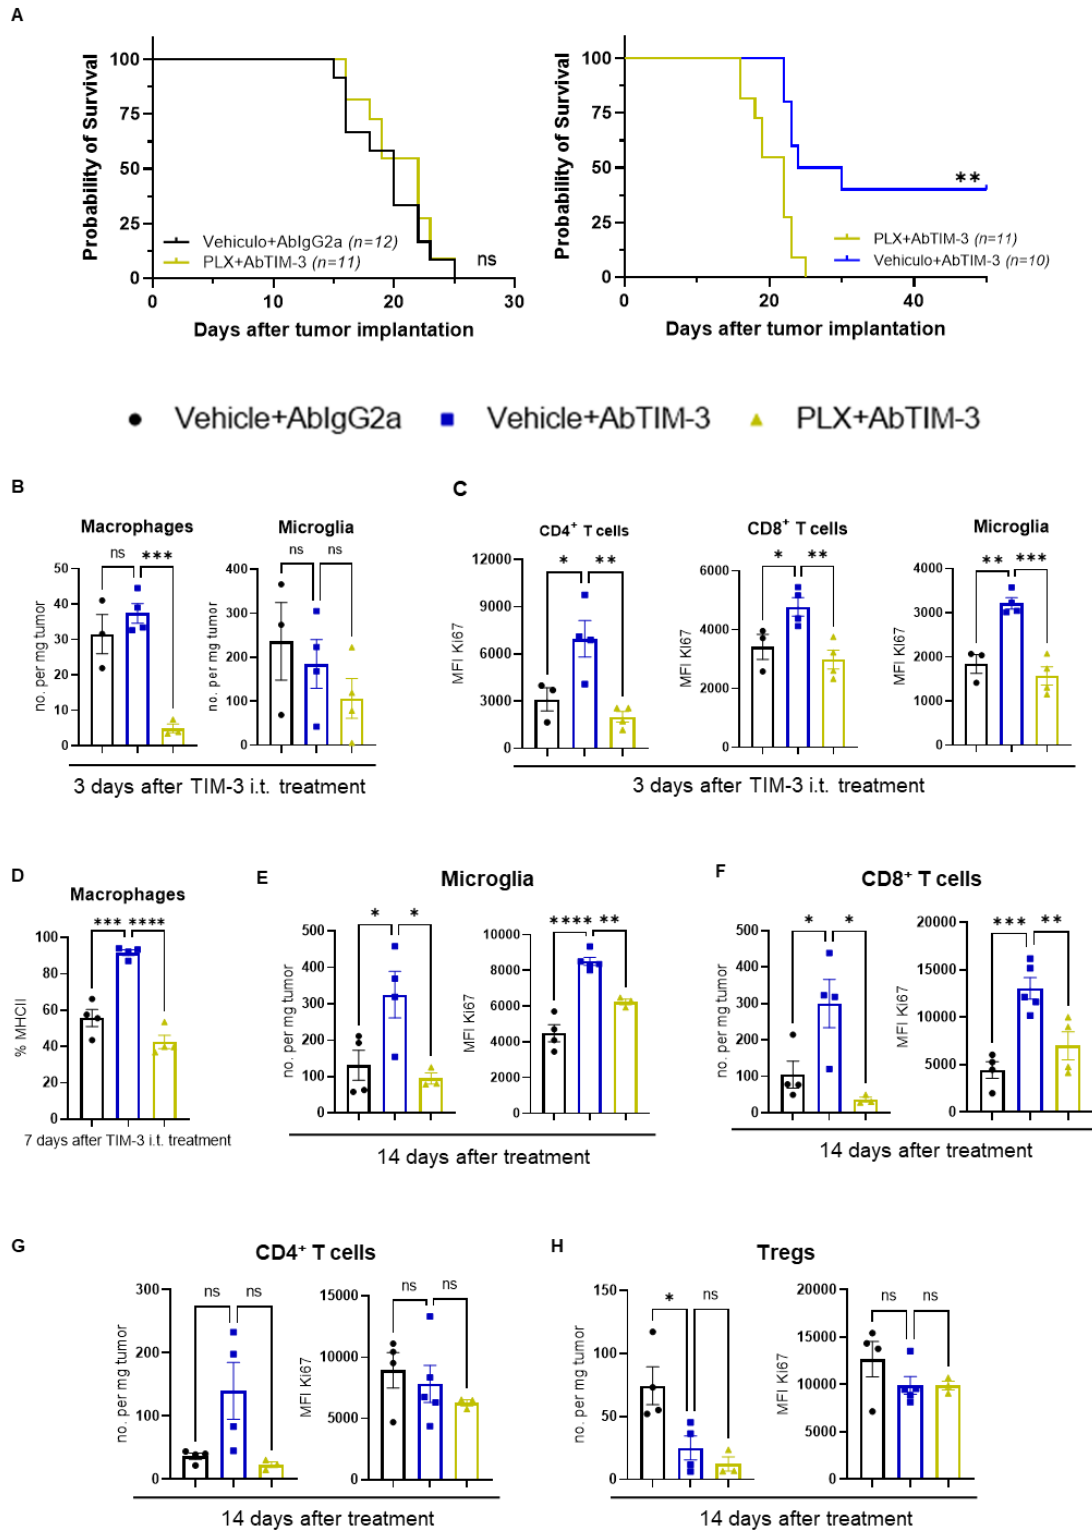 A
Probability of Survival
100
75
50
25
0
0
10
20
30
Vehiculo+AbIgG2a (n=12)
PLX+AbTIM-3 (n=11)
ns
Days after tumor implantation
Probability of Survival
100
75
50
25
0
0
20
40
**
PLX+AbTIM-3 (n=11)
Vehiculo+AbTIM-3 (n=10)
Days after tumor implantation
Vehicle+AbIgG2a
Vehicle+AbTIM-3
PLX+AbTIM-3
B
Macrophages
ns
***
no. per mg tumor
50
40
30
20
10
0
Microglia
ns
ns
no. per mg tumor
400
300
200
100
0
3 days after TIM-3 i.t. treatment
C
CD4+ T cells
*
**
MFI Ki67
12000
9000
6000
3000
0
CD8+ T cells
*
**
MFI Ki67
6000
4000
2000
0
Microglia
**
***
MFI Ki67
4000
3000
2000
1000
0
3 days after TIM-3 i.t. treatment
D
Macrophages
***
****
% MHCII
100
80
60
40
20
0
7 days after TIM-3 i.t. treatment
E
Microglia
*
*
no. per mg tumor
500
400
300
200
100
0
****
**
MFI Ki67
10000
8000
6000
4000
2000
0
14 days after treatment
F
CD8+ T cells
*
*
no. per mg tumor
500
400
300
200
100
0
***
**
MFI Ki67
20000
15000
10000
5000
0
14 days after treatment
G
CD4+ T cells
ns
ns
no. per mg tumor
300
200
100
0
ns
ns
MFI Ki67
15000
10000
5000
0
14 days after treatment
H
Tregs
*
ns
no. per mg tumor
150
100
50
0
ns
ns
MFI Ki67
20000
15000
10000
5000
0
14 days after treatment